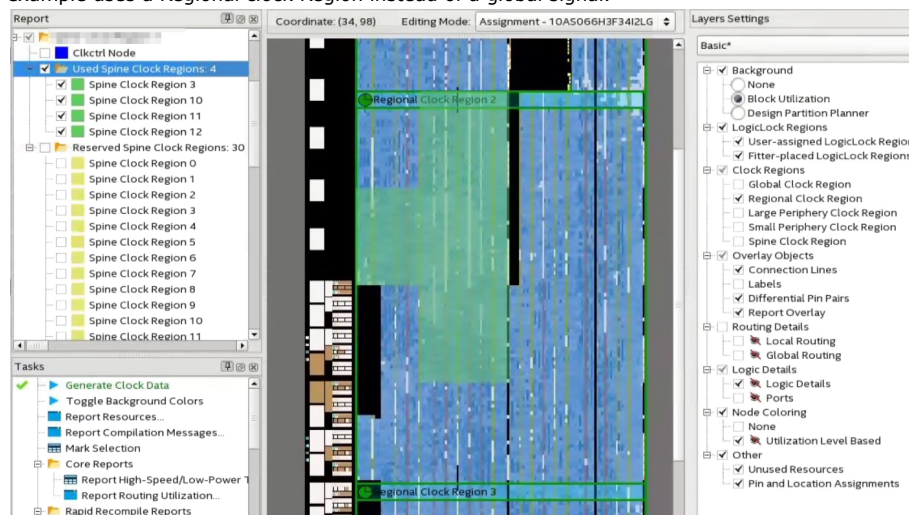 example uses a Regional Clock Region instead of a global signal.
Report
Clkctrl Node
Used Spine Clock Regions: 4
Spine Clock Region 3
Spine Clock Region 10
Spine Clock Region 11
Spine Clock Region 12
Reserved Spine Clock Regions: 30
Spine Clock Region 0
Spine Clock Region 1
Spine Clock Region 2
Spine Clock Region 3
Spine Clock Region 4
Spine Clock Region 5
Spine Clock Region 6
Spine Clock Region 7
Spine Clock Region 8
Spine Clock Region 9
Spine Clock Region 10
Spine Clock Region 11
Tasks
Generate Clock Data
Toggle Background Colors
Report Resources...
Report Compilation Messages...
Mark Selection
Core Reports
Report High-Speed/Low-Power T
Report Routing Utilization...
Rapid Recompile Reports
Coordinate: (34, 98) Editing Mode: Assignment - 10AS066H3F34I2LG
Regional Clock Region 2
Regional Clock Region 3
Layers Settings
Basic*
Background
None
Block Utilization
Design Partition Planner
LogicLock Regions
User-assigned LogicLock Region
Fitter-placed LogicLock Regions
Clock Regions
Global Clock Region
Regional Clock Region
Large Periphery Clock Region
Small Periphery Clock Region
Spine Clock Region
Overlay Objects
Connection Lines
Labels
Differential Pin Pairs
Report Overlay
Routing Details
Local Routing
Global Routing
Logic Details
Logic Details
Ports
Node Coloring
None
Utilization Level Based
Other
Unused Resources
Pin and Location Assignments